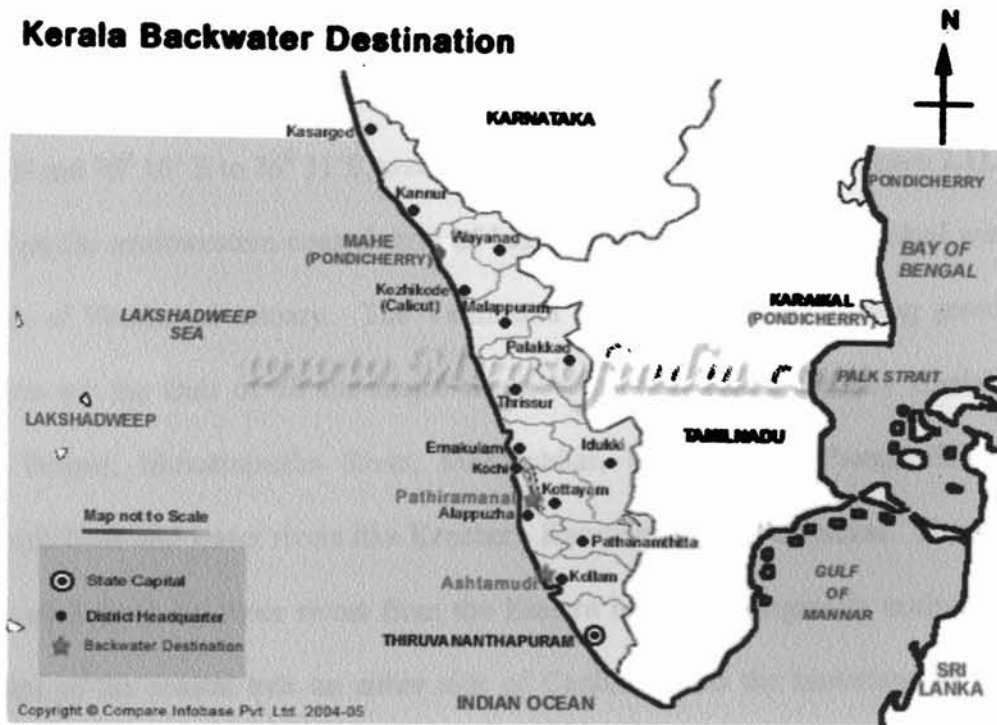 Kerala Backwater Destination
N
KARNATAKA
Kasargod
PONDICHERRY
Kannur
MAHE
(PONDICHERRY)
Wayanad
BAY OF
BENGAL
Kozhikode
(Calicut)
Malappuram
KARAIKAL
(PONDICHERRY)
LAKSHADWEEP
SEA
Palakkad
PALK STRAIT
Thrissur
LAKSHADWEEP
TAMILNADU
Ernakulam
Idukki
Kochi
Pathiramanal
Kottayam
Alappuzha
Map not to Scale
Pathanamthitta
Ashtamudi
Kollam
GULF
OF
MANNAR
State Capital
District Headquarter
Backwater Destination
THIRUVANANTHAPURAM
SRI
LANKA
INDIAN OCEAN
Copyright © Compare Infobase Pvt. Ltd. 2004-05